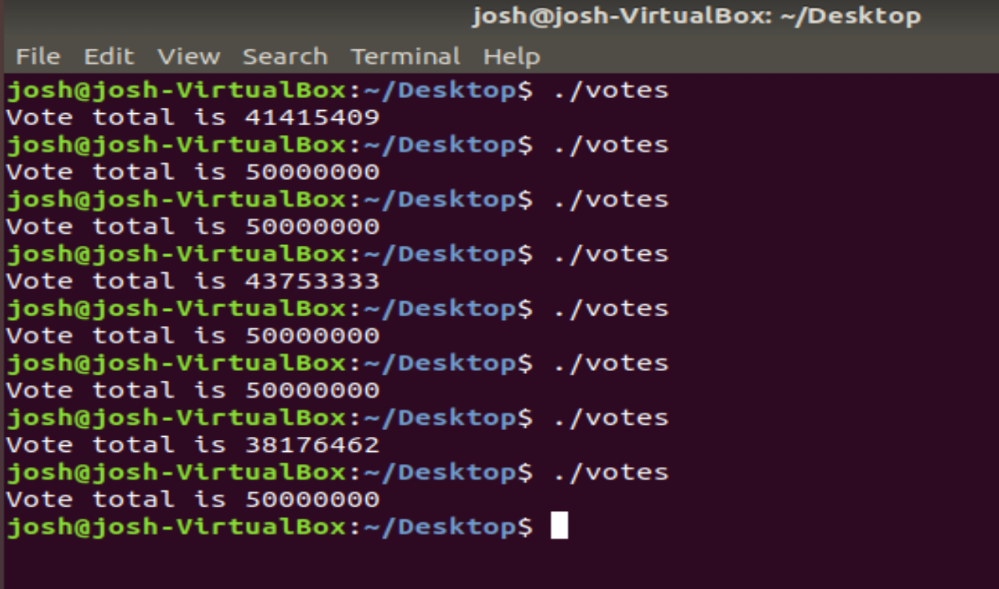 josh@josh-VirtualBox: ~/Desktop
File Edit View Search Terminal Help
josh@josh-VirtualBox:~/Desktop$ ./votes
Vote total is 41415409
josh@josh-VirtualBox:~/Desktop$ ./votes
Vote total is 50000000
josh@josh-VirtualBox:~/Desktop$ ./votes
Vote total is 50000000
josh@josh-VirtualBox:~/Desktop$ ./votes
Vote total is 43753333
josh@josh-VirtualBox:~/Desktop$ ./votes
Vote total is 50000000
josh@josh-VirtualBox:~/Desktop$ ./votes
Vote total is 50000000
josh@josh-VirtualBox:~/Desktop$ ./votes
Vote total is 38176462
josh@josh-VirtualBox:~/Desktop$ ./votes
Vote total is 50000000
josh@josh-VirtualBox:~/Desktop$